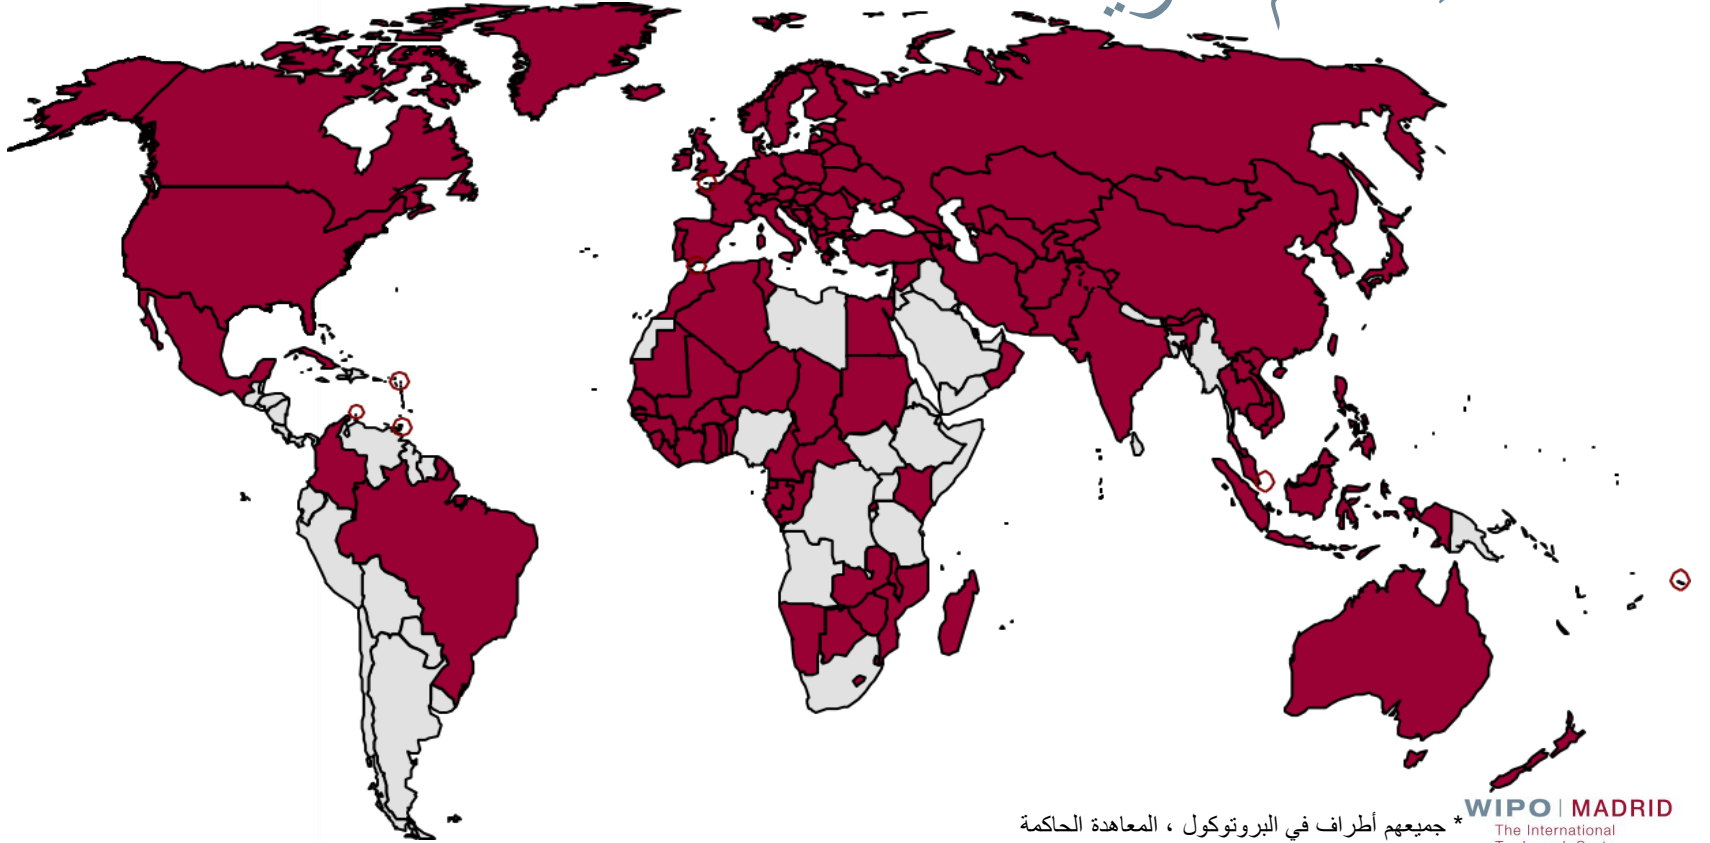 * جميعهم أطراف في البروتوكول ، المعاهدة الحاكمة
WIPO | MADRID
The International